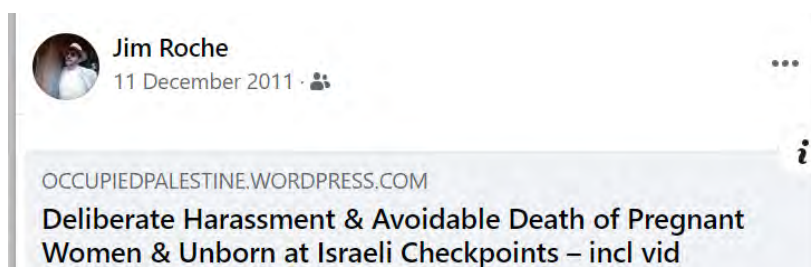 Jim Roche
11 December 2011 ·
OCCUPIEDPALESTINE.WORDPRESS.COM
Deliberate Harassment & Avoidable Death of Pregnant
Women & Unborn at Israeli Checkpoints – incl vid